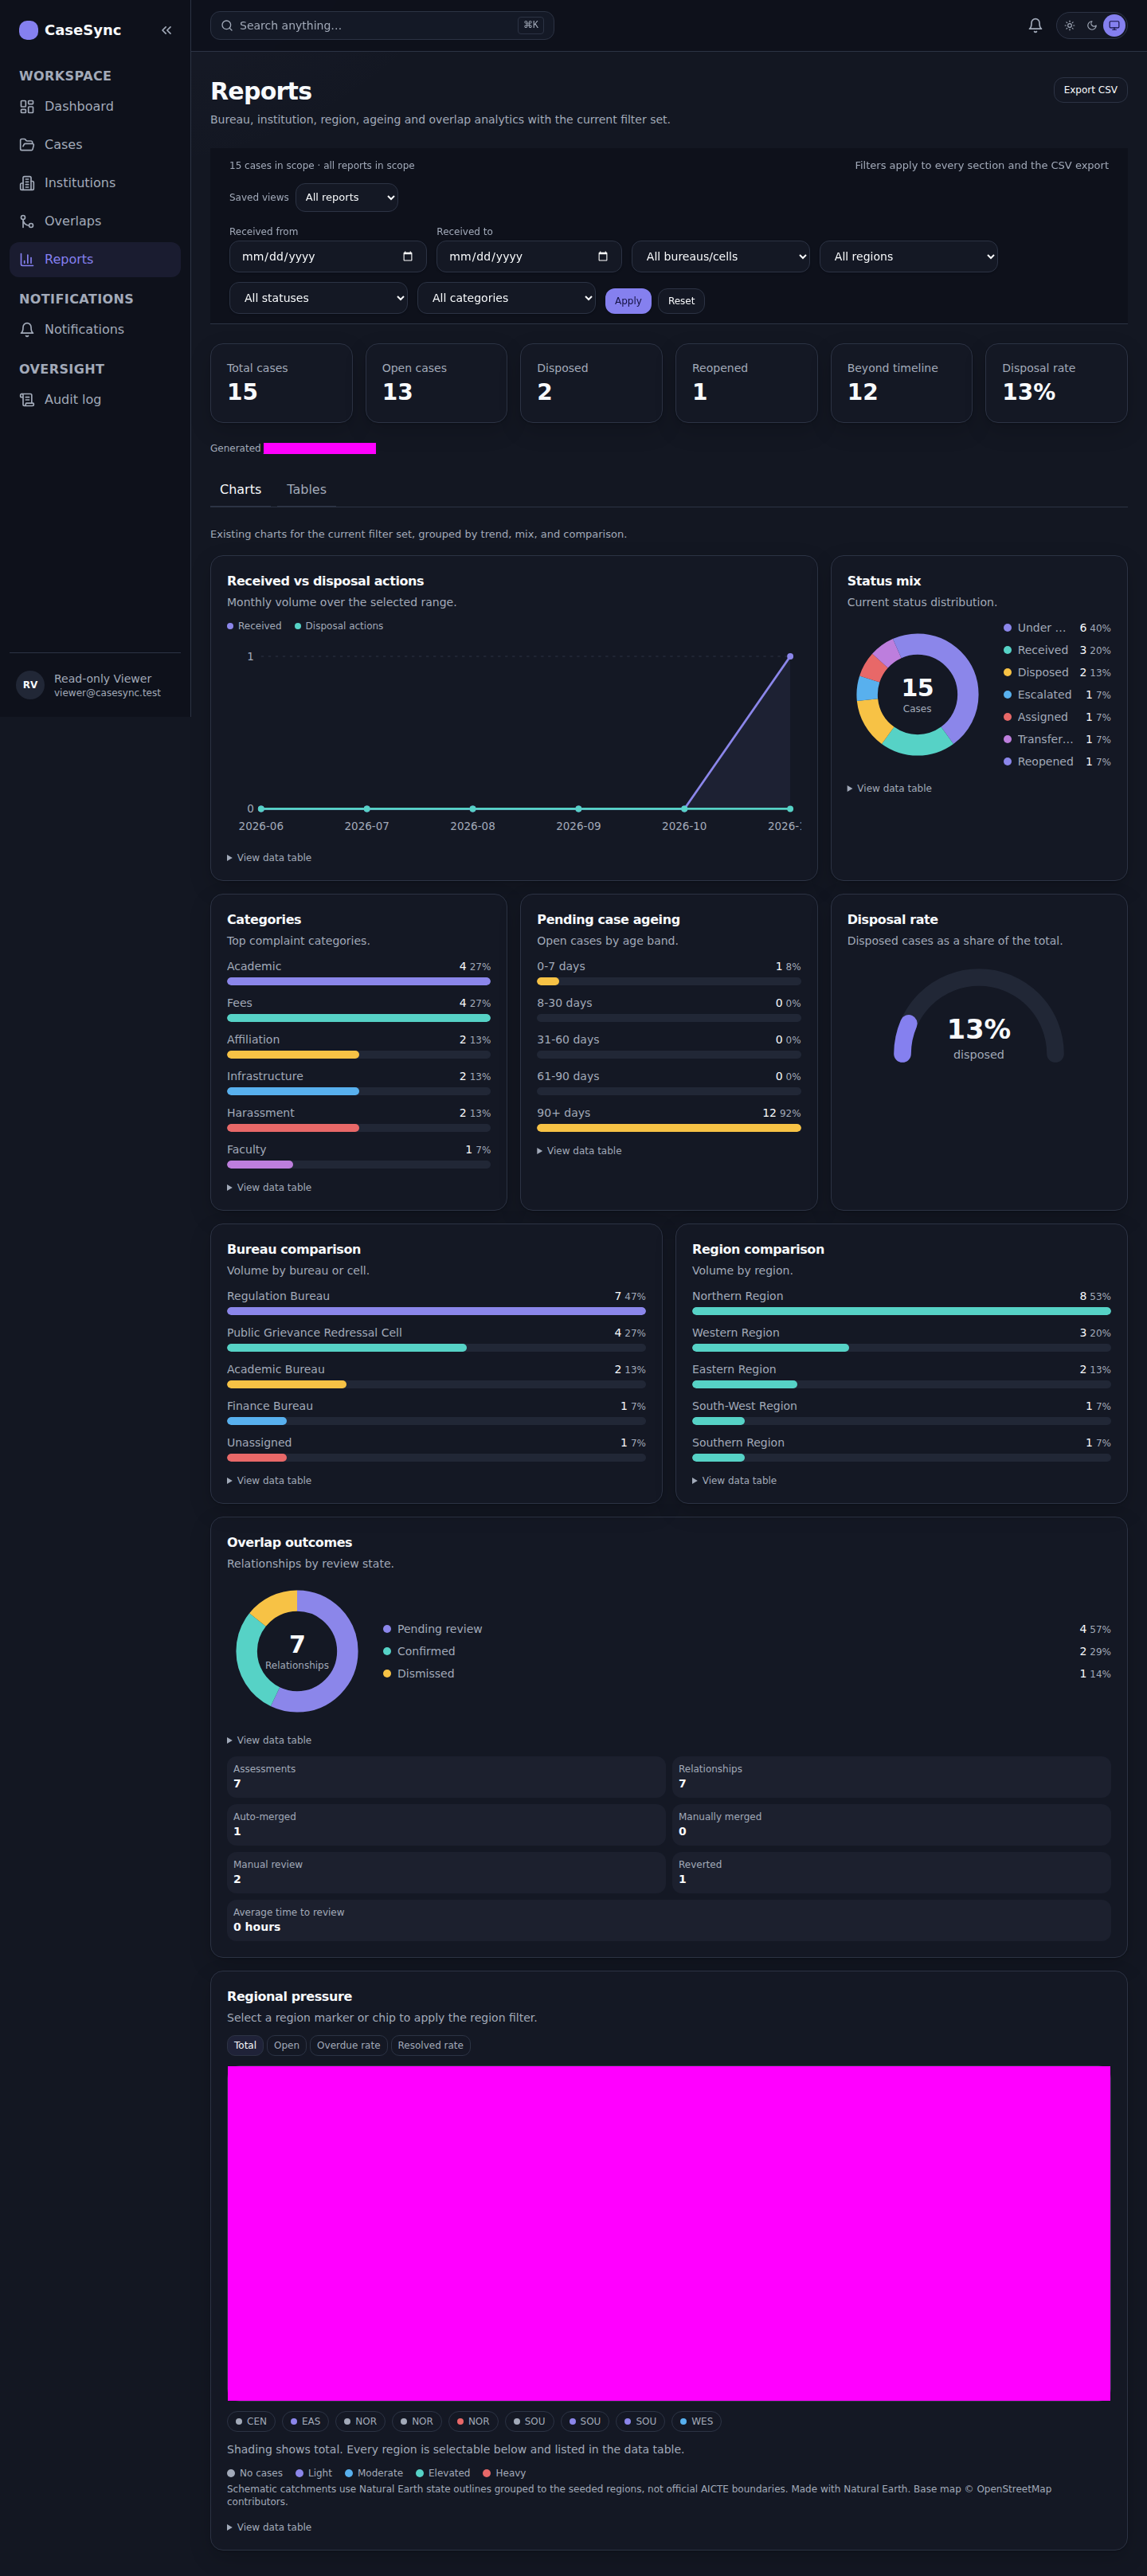 CaseSync
WORKSPACE
Dashboard
Cases
Institutions
Overlaps
Reports
NOTIFICATIONS
Notifications
OVERSIGHT
Audit log
RV
Read-only Viewer
viewer@casesync.test
Search anything...
⌘K
Reports
Export CSV
Bureau, institution, region, ageing and overlap analytics with the current filter set.
15 cases in scope · all reports in scope
Filters apply to every section and the CSV export
Saved views
All reports
Received from
Received to
mm/dd/yyyy
mm/dd/yyyy
All bureaus/cells
All regions
All statuses
All categories
Apply
Reset
Total cases
15
Open cases
13
Disposed
2
Reopened
1
Beyond timeline
12
Disposal rate
13%
Generated
Charts
Tables
Existing charts for the current filter set, grouped by trend, mix, and comparison.
Received vs disposal actions
Monthly volume over the selected range.
Received
Disposal actions
1
0
2026-06
2026-07
2026-08
2026-09
2026-10
2026-
View data table
Status mix
Current status distribution.
15
Cases
Under ... 6 40%
Received 3 20%
Disposed 2 13%
Escalated 1 7%
Assigned 1 7%
Transfer... 1 7%
Reopened 1 7%
View data table
Categories
Top complaint categories.
Academic 4 27%
Fees 4 27%
Affiliation 2 13%
Infrastructure 2 13%
Harassment 2 13%
Faculty 1 7%
View data table
Pending case ageing
Open cases by age band.
0-7 days 1 8%
8-30 days 0 0%
31-60 days 0 0%
61-90 days 0 0%
90+ days 12 92%
View data table
Disposal rate
Disposed cases as a share of the total.
13%
disposed
Bureau comparison
Volume by bureau or cell.
Regulation Bureau 7 47%
Public Grievance Redressal Cell 4 27%
Academic Bureau 2 13%
Finance Bureau 1 7%
Unassigned 1 7%
View data table
Region comparison
Volume by region.
Northern Region 8 53%
Western Region 3 20%
Eastern Region 2 13%
South-West Region 1 7%
Southern Region 1 7%
View data table
Overlap outcomes
Relationships by review state.
7
Relationships
Pending review 4 57%
Confirmed 2 29%
Dismissed 1 14%
View data table
Assessments
7
Relationships
7
Auto-merged
1
Manually merged
0
Manual review
2
Reverted
1
Average time to review
0 hours
Regional pressure
Select a region marker or chip to apply the region filter.
Total
Open
Overdue rate
Resolved rate
CEN
EAS
NOR
NOR
NOR
SOU
SOU
SOU
WES
Shading shows total. Every region is selectable below and listed in the data table.
No cases
Light
Moderate
Elevated
Heavy
Schematic catchments use Natural Earth state outlines grouped to the seeded regions, not official AICTE boundaries. Made with Natural Earth. Base map © OpenStreetMap
contributors.
View data table